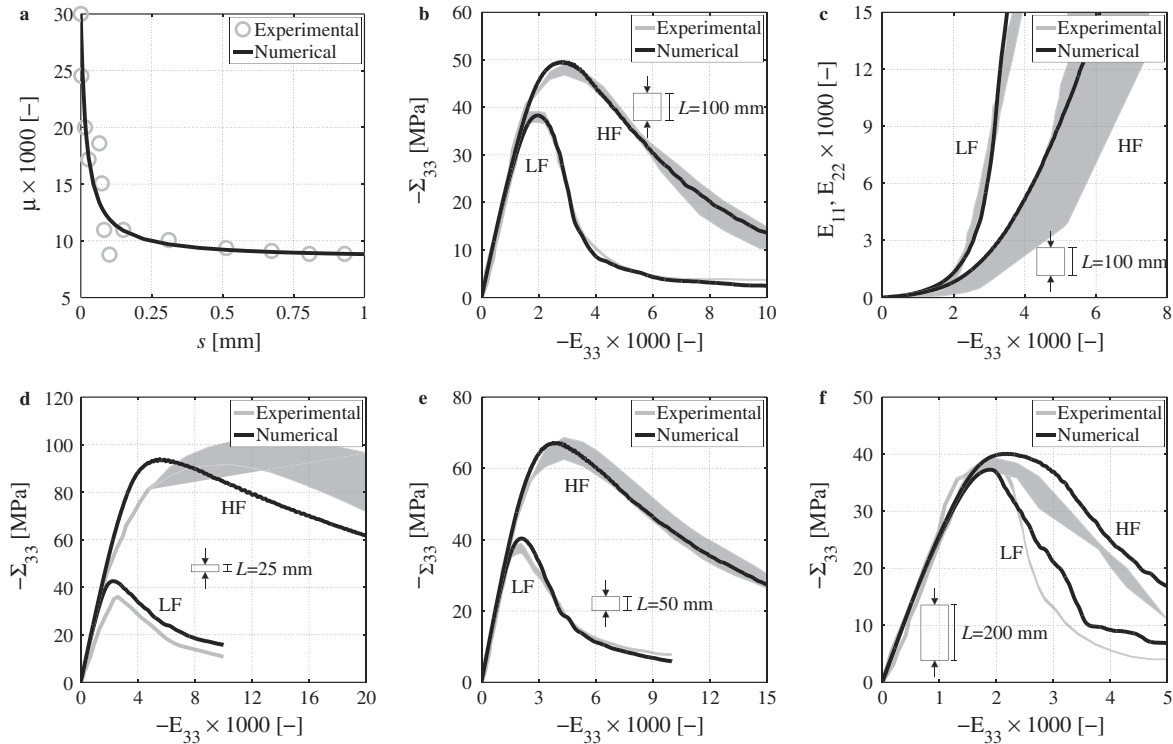 a
30
25
20
15
10
5
μ × 1000 [−]
0 0.25 0.5 0.75 1
s [mm]
Experimental
Numerical
b
60
50
40
30
20
10
0
−Σ33 [MPa]
0 2 4 6 8 10
−E33 × 1000 [−]
Experimental
Numerical
L=100 mm
HF
LF
c
15
12
9
6
3
0
E11, E22 × 1000 [−]
0 2 4 6 8
−E33 × 1000 [−]
Experimental
Numerical
LF
HF
L=100 mm
d
120
100
80
60
40
20
0
−Σ33 [MPa]
0 4 8 12 16 20
−E33 × 1000 [−]
Experimental
Numerical
HF
L=25 mm
LF
e
80
60
40
20
0
−Σ33 [MPa]
0 3 6 9 12 15
−E33 × 1000 [−]
Experimental
Numerical
HF
LF
L=50 mm
f
50
40
30
20
10
0
−Σ33 [MPa]
0 1 2 3 4 5
−E33 × 1000 [−]
Experimental
Numerical
HF
LF
L=200 mm